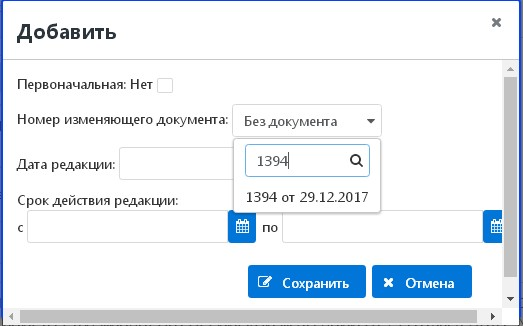 Добавить
Первоначальная: Нет
Номер изменяющего документа: Без документа
1394
Дата редакции:
1394 от 29.12.2017
Срок действия редакции:
с по
Сохранить Отмена